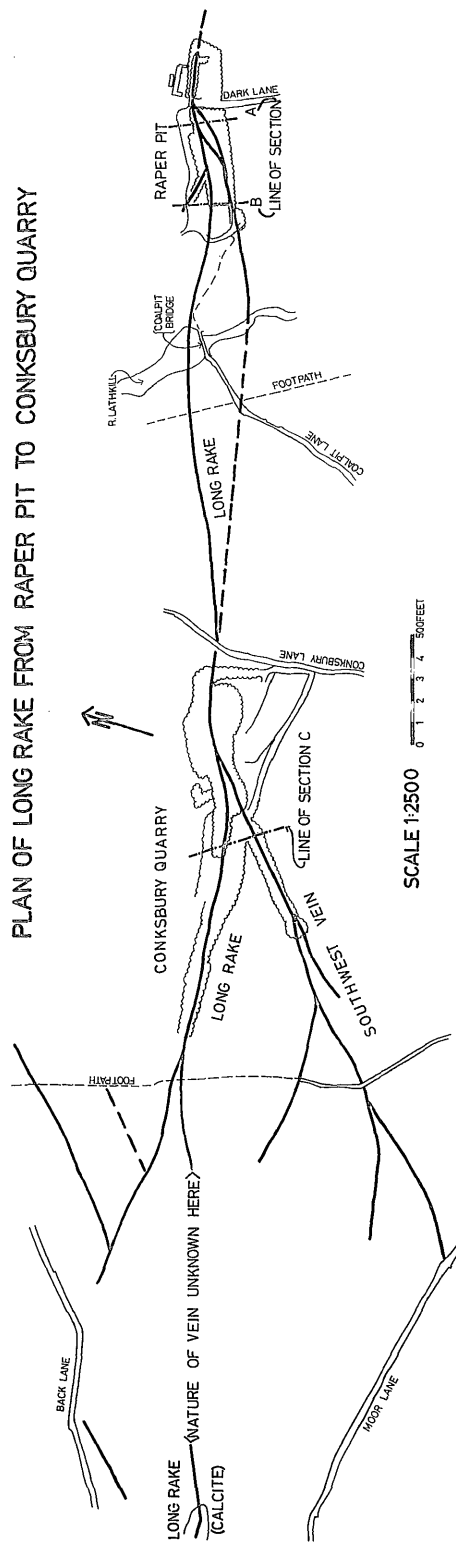 PLAN OF LONG RAKE FROM RAPER PIT TO CONKSBURY QUARRY
BACK LANE
LONG RAKE
(CALCITE)
<NATURE OF VEIN UNKNOWN HERE>
MOOR LANE
FOOTPATH
CONKSBURY QUARRY
LONG RAKE
SOUTHWEST VEIN
LINE OF SECTION C
N
CONKSBURY LANE
SCALE 1:2500
0 1 2 3 4 500FEET
LONG RAKE
R. LATHKILL
COALPIT
BRIDGE
FOOTPATH
COALPIT LANE
RAPER PIT
B
A
LINE OF SECTION
DARK LANE